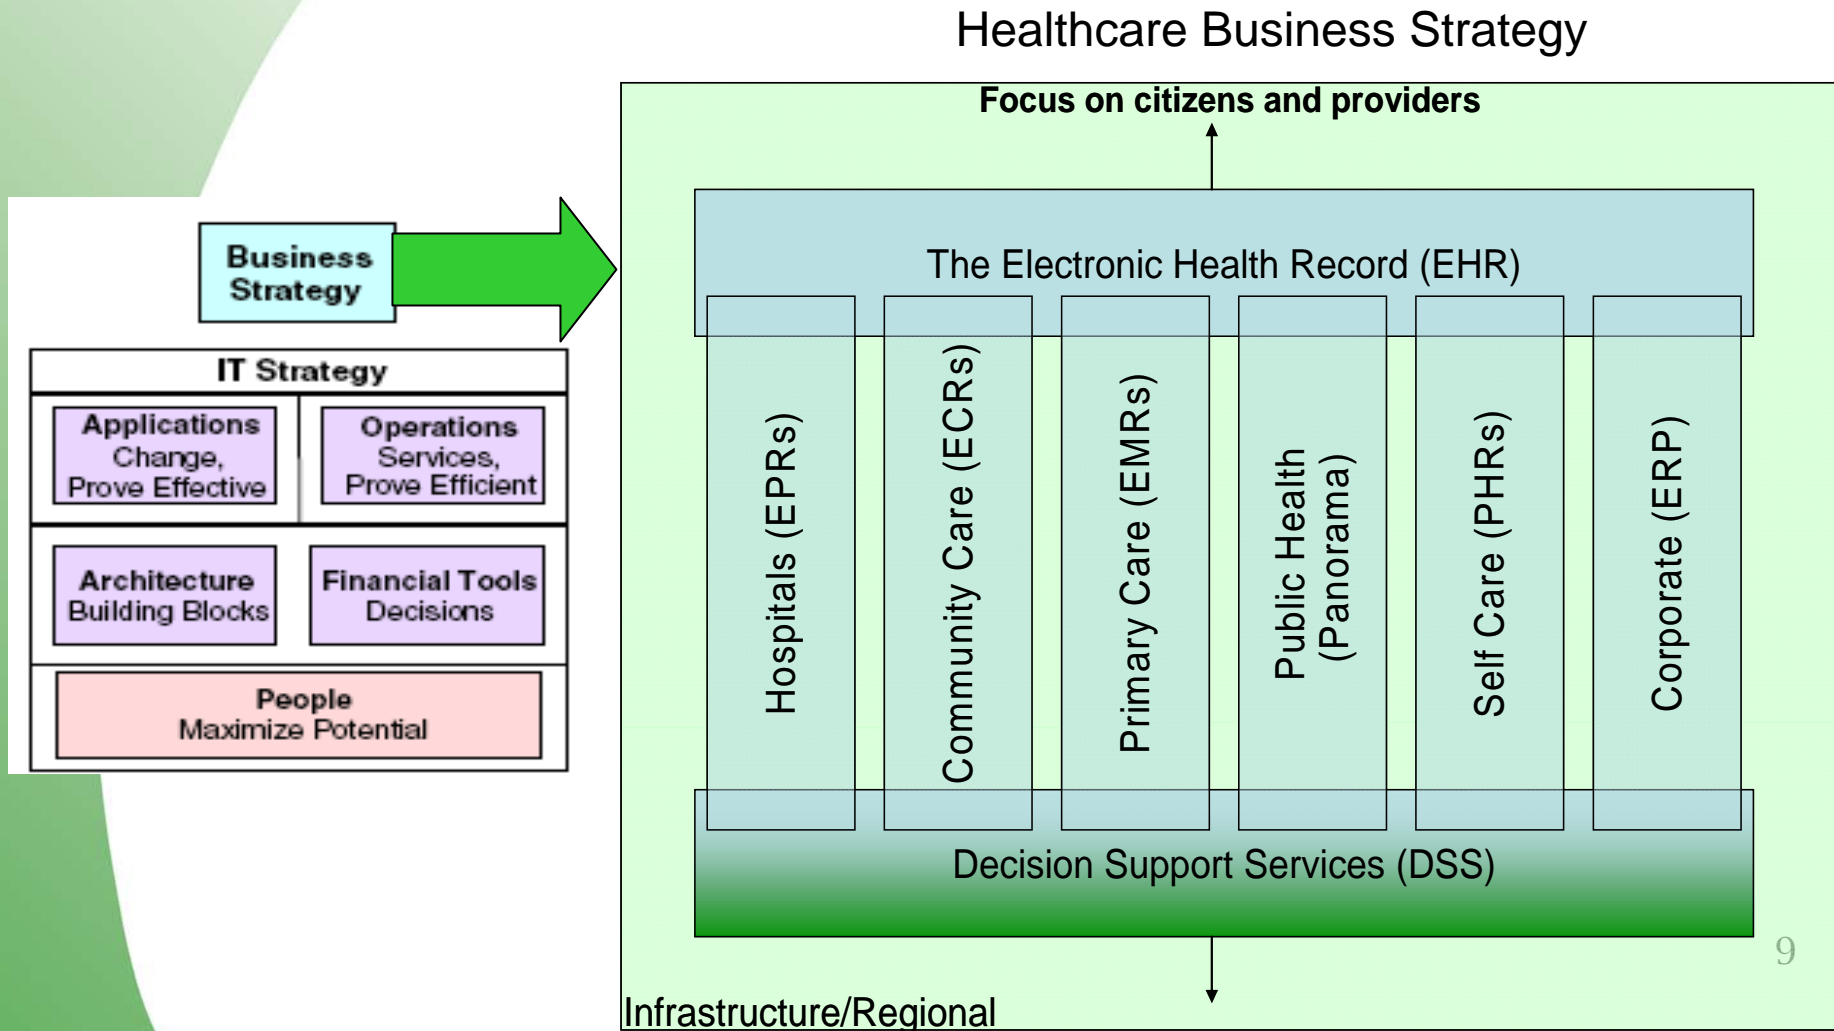 Healthcare Business Strategy
Focus on citizens and providers
Business
Strategy
IT Strategy
Applications
Change,
Prove Effective
Operations
Services,
Prove Efficient
Architecture
Building Blocks
Financial Tools
Decisions
People
Maximize Potential
The Electronic Health Record (EHR)
Hospitals (EPRs)
Community Care (ECRs)
Primary Care (EMRs)
Public Health
(Panorama)
Self Care (PHRs)
Corporate (ERP)
Decision Support Services (DSS)
Infrastructure/Regional
9